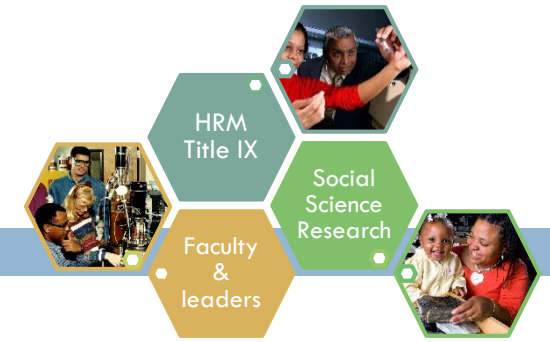 HRM
Title IX
Social
Science
Research
Faculty
&
leaders